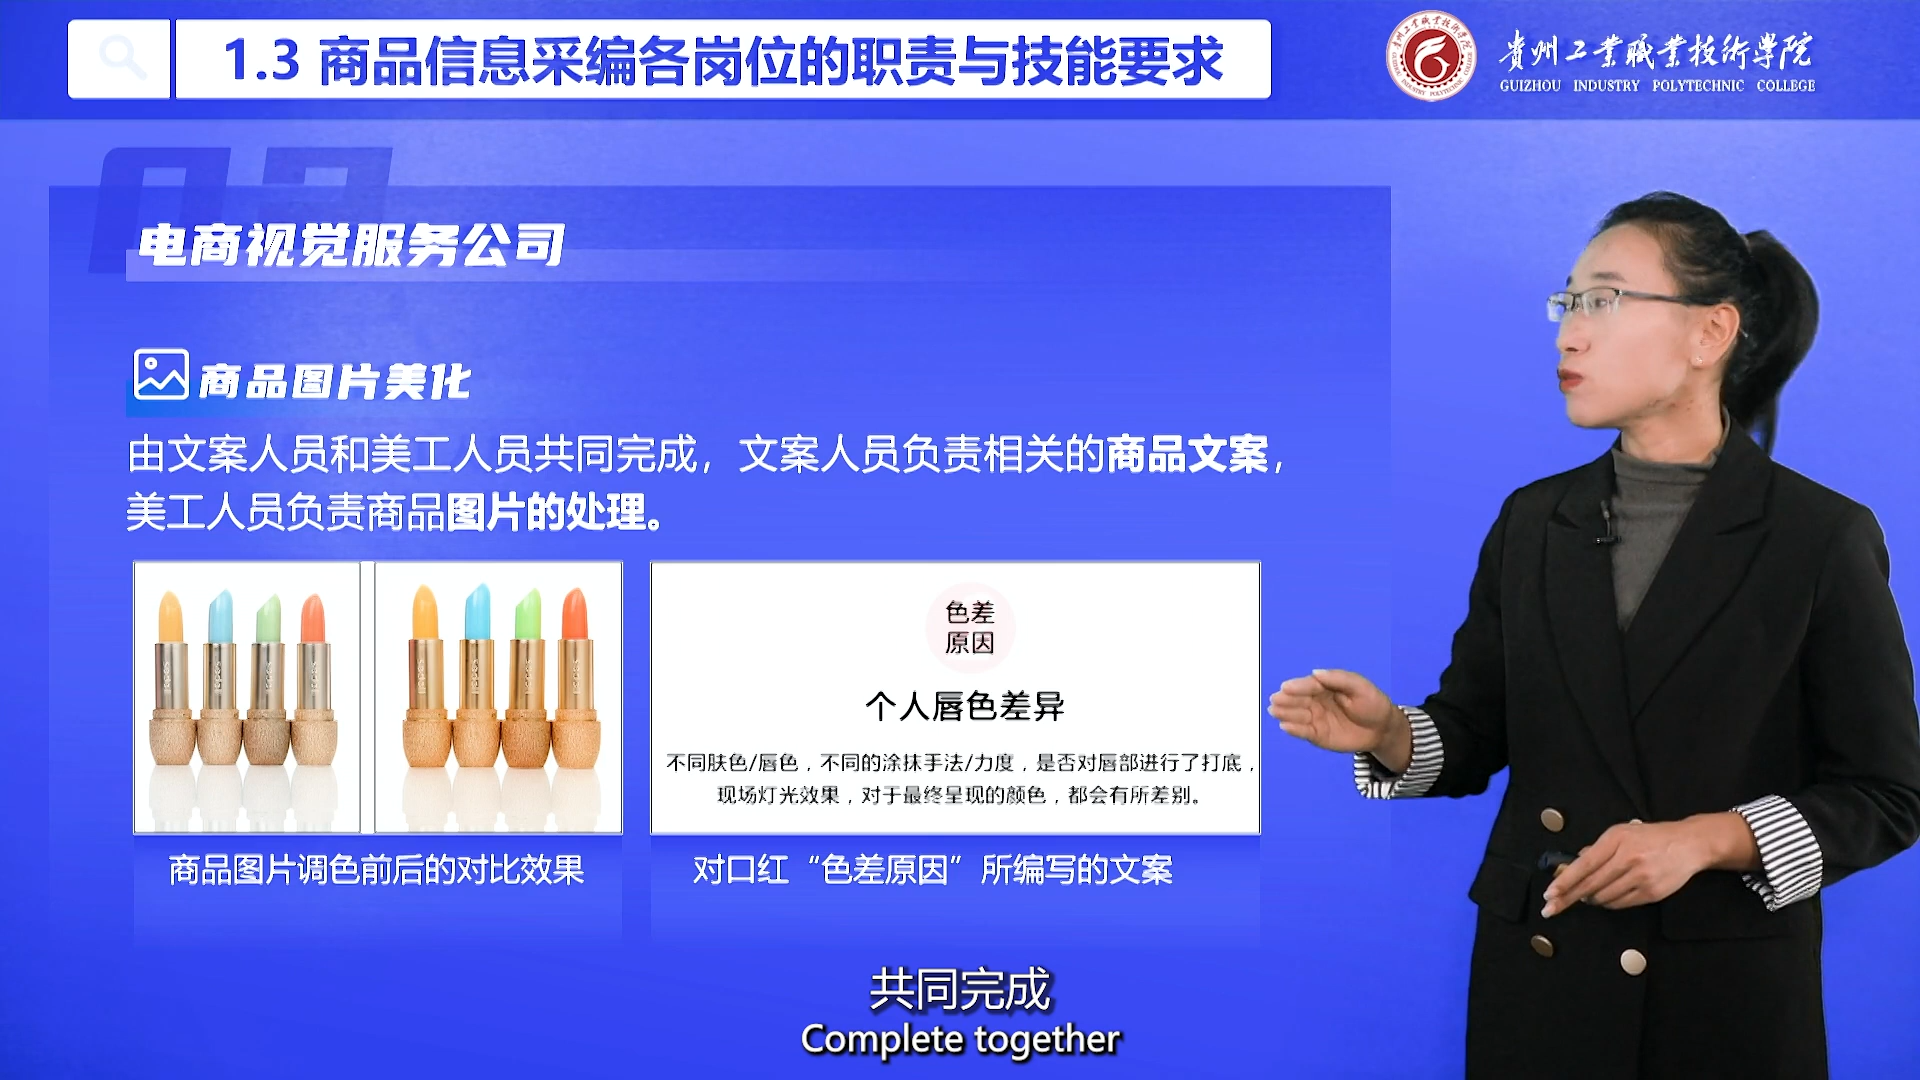 1.3 商品信息采编各岗位的职责与技能要求
贵州工业職业技術學院
GUIZHOU INDUSTRY POLYTECHNIC COLLEGE
02
电商视觉服务公司
商品图片美化
由文案人员和美工人员共同完成，文案人员负责相关的商品文案，
美工人员负责商品图片的处理。
色差
原因
个人唇色差异
不同肤色/唇色，不同的涂抹手法/力度，是否对唇部进行了打底，
现场灯光效果，对于最终呈现的颜色，都会有所差别。
商品图片调色前后的对比效果
对口红“色差原因”所编写的文案
共同完成
Complete together